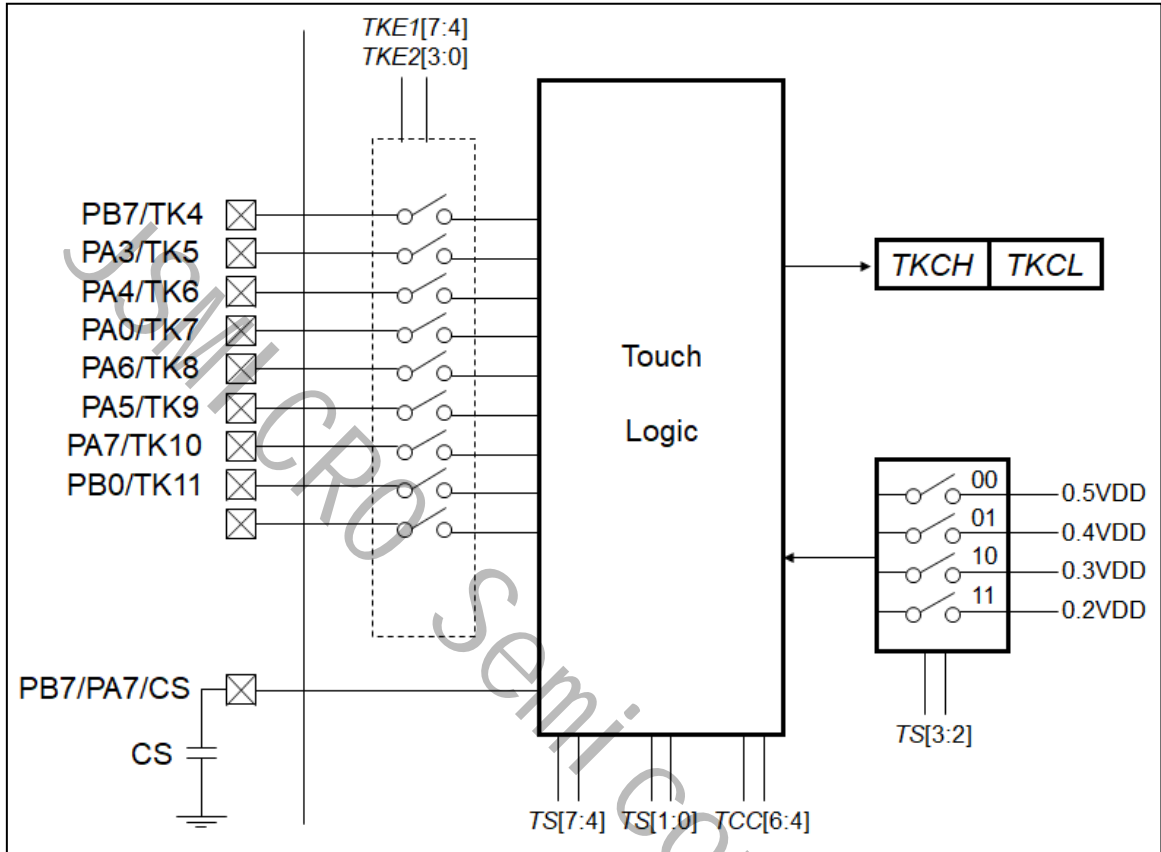 TKE1[7:4]
TKE2[3:0]
PB7/TK4
PA3/TK5
PA4/TK6
PA0/TK7
PA6/TK8
PA5/TK9
PA7/TK10
PB0/TK11
PB7/PA7/CS
CS
Touch
Logic
TKCH TKCL
00 0.5VDD
01 0.4VDD
10 0.3VDD
11 0.2VDD
TS[3:2]
TS[7:4] TS[1:0] TCC[6:4]
JSMICRO Semi co